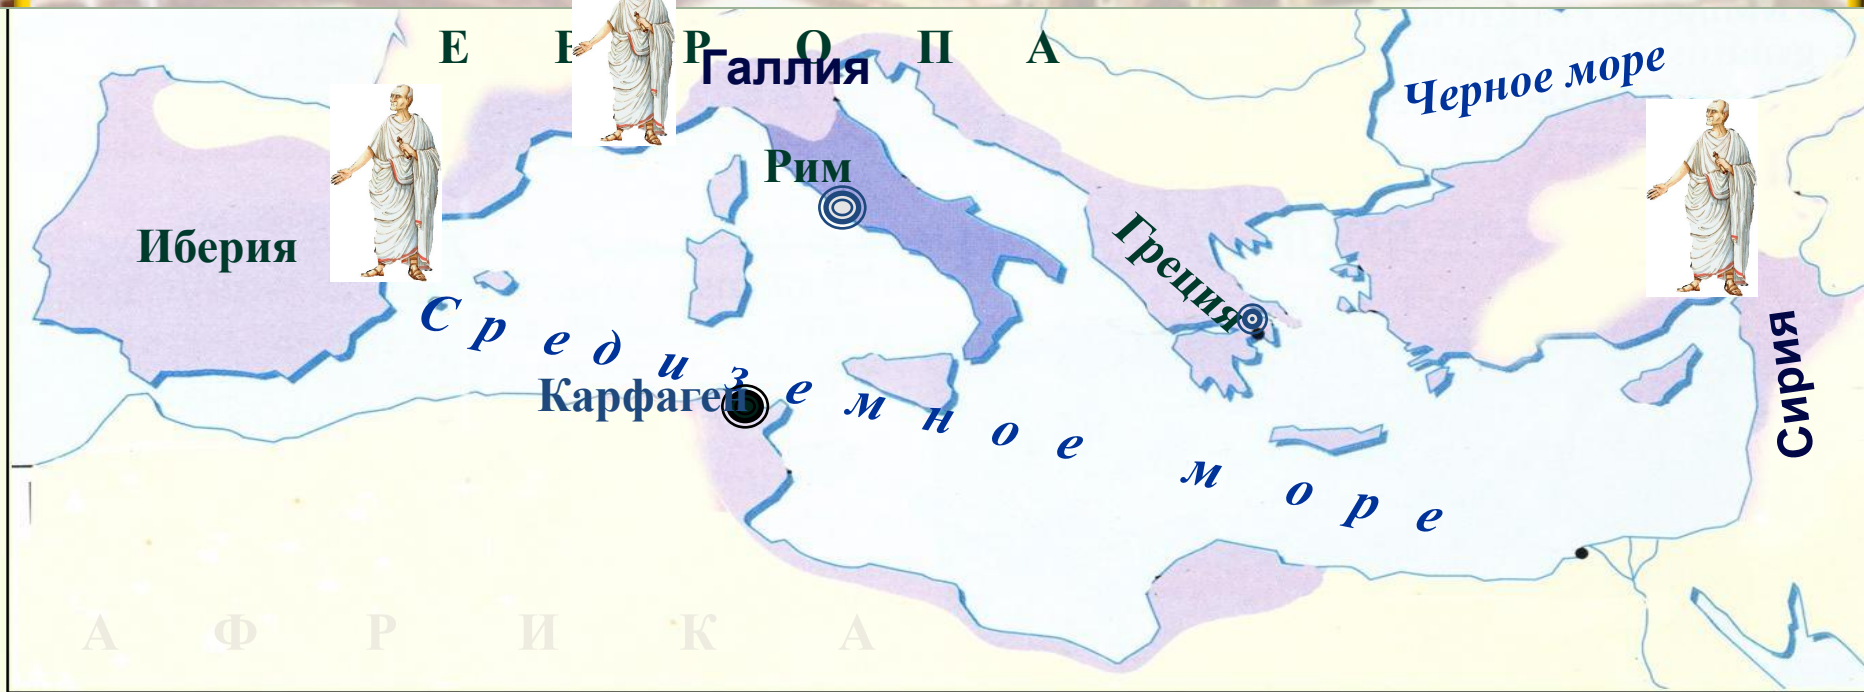 Е В Р О П А
Галлия
Черное море
Рим
Иберия
Греция
Средиземное море
Карфаген
Сирия
А Ф Р И К А